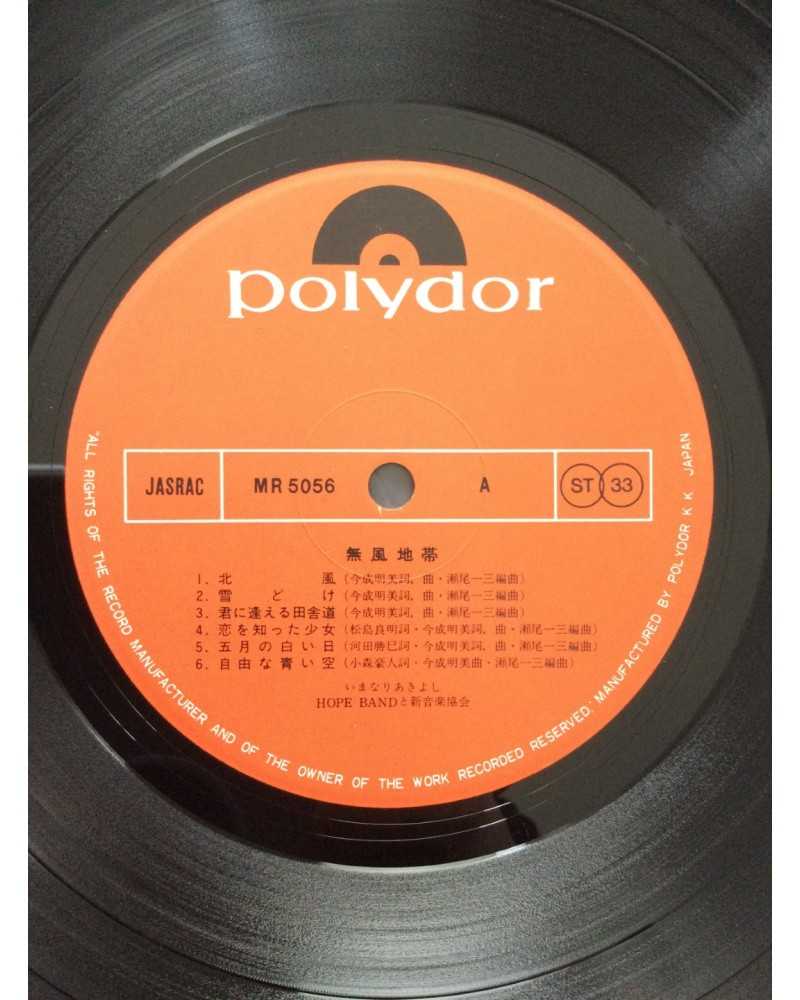 polydor
JASRAC MR 5056 A ST 33
無風地帯
1. 北風 (今成明美詞, 曲・瀬尾一三編曲)
2. 雪どけ (今成明美詞, 曲・瀬尾一三編曲)
3. 君に逢える田舎道 (今成明美詞, 曲・瀬尾一三編曲)
4. 恋を知った少女 (松島良明詞・今成明美詞, 曲・瀬尾一三編曲)
5. 五月の白い日 (河田勝巳詞・今成明美詞, 曲・瀬尾一三編曲)
6. 自由な青い空 (小森豪人詞・今成明美曲・瀬尾一三編曲)
いまなりあきよし
HOPE BANDと新音楽協会
"ALL RIGHTS OF THE RECORD MANUFACTURER AND OF THE OWNER OF THE WORK RECORDED RESERVED; MANUFACTURED BY POLYDOR K K JAPAN